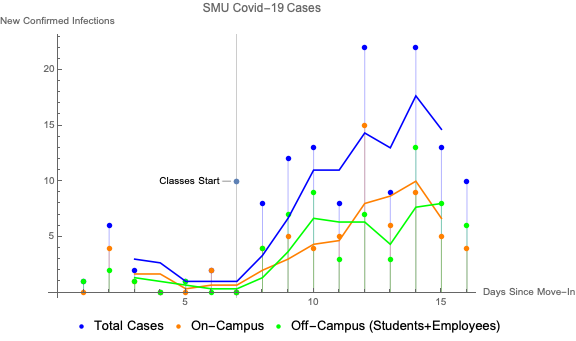 SMU Covid-19 Cases
New Confirmed Infections
20
15
Classes Start
10
5
5
10
15
Days Since Move-In
Total Cases On-Campus Off-Campus (Students+Employees)